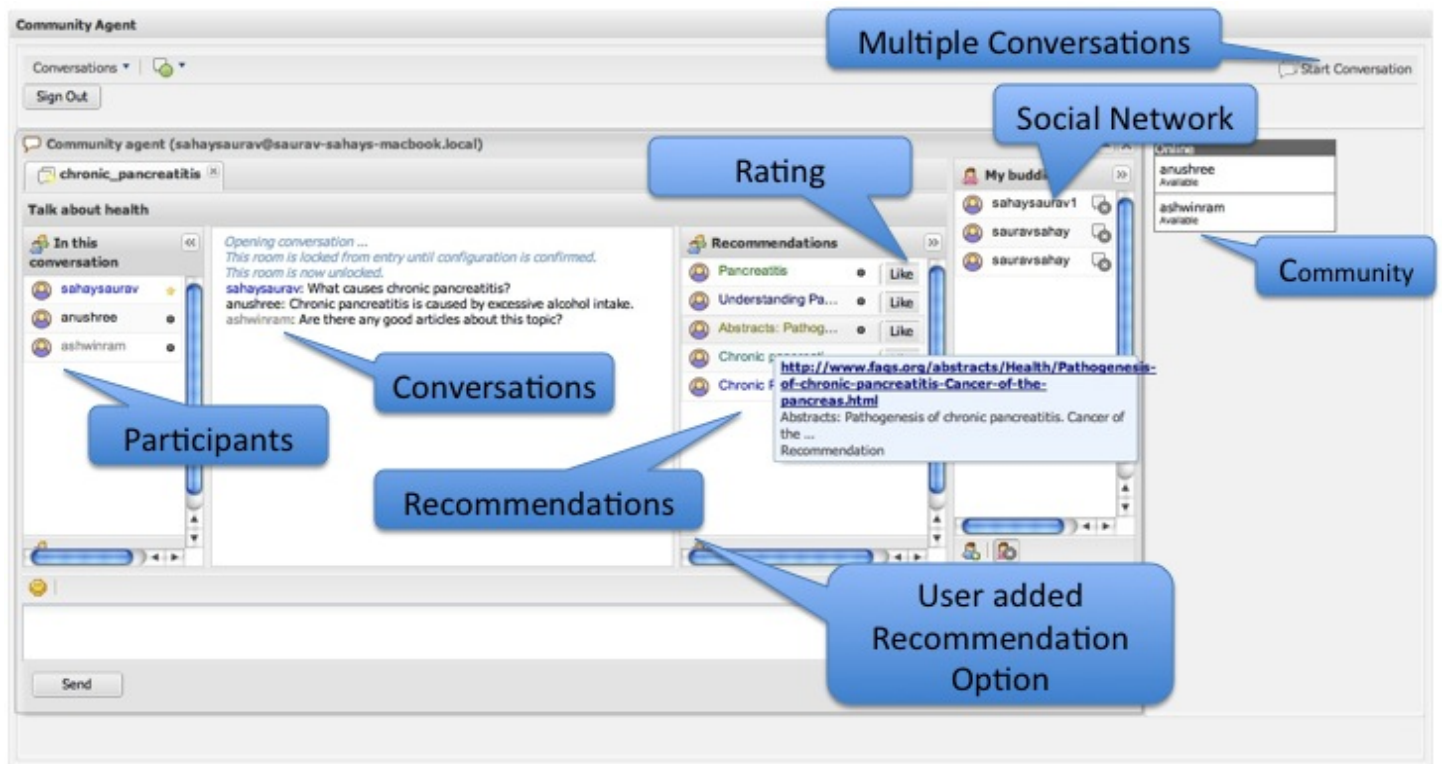 Community Agent
Multiple Conversations
Conversations
Start Conversation
Sign Out
Social Network
Community agent (sahaysaurav@saurav-sahays-macbook.local)
Online
anushree
Available
ashwinram
Available
Community
chronic_pancreatitis
Rating
My buddi
sahaysaurav1
sauravsahay
sauravsahay
Talk about health
In this
conversation
sahaysaurav
anushree
ashwinram
Participants
Opening conversation ...
This room is locked from entry until configuration is confirmed.
This room is now unlocked.
sahaysaurav: What causes chronic pancreatitis?
anushree: Chronic pancreatitis is caused by excessive alcohol intake.
ashwinram: Are there any good articles about this topic?
Conversations
Recommendations
Pancreatitis Like
Understanding Pa... Like
Abstracts: Pathog... Like
Chronic
Chronic
http://www.faqs.org/abstracts/Health/Pathogenesis-
of-chronic-pancreatitis-Cancer-of-the-
pancreas.html
Abstracts: Pathogenesis of chronic pancreatitis. Cancer of
the ...
Recommendation
Recommendations
User added
Recommendation
Option
Send